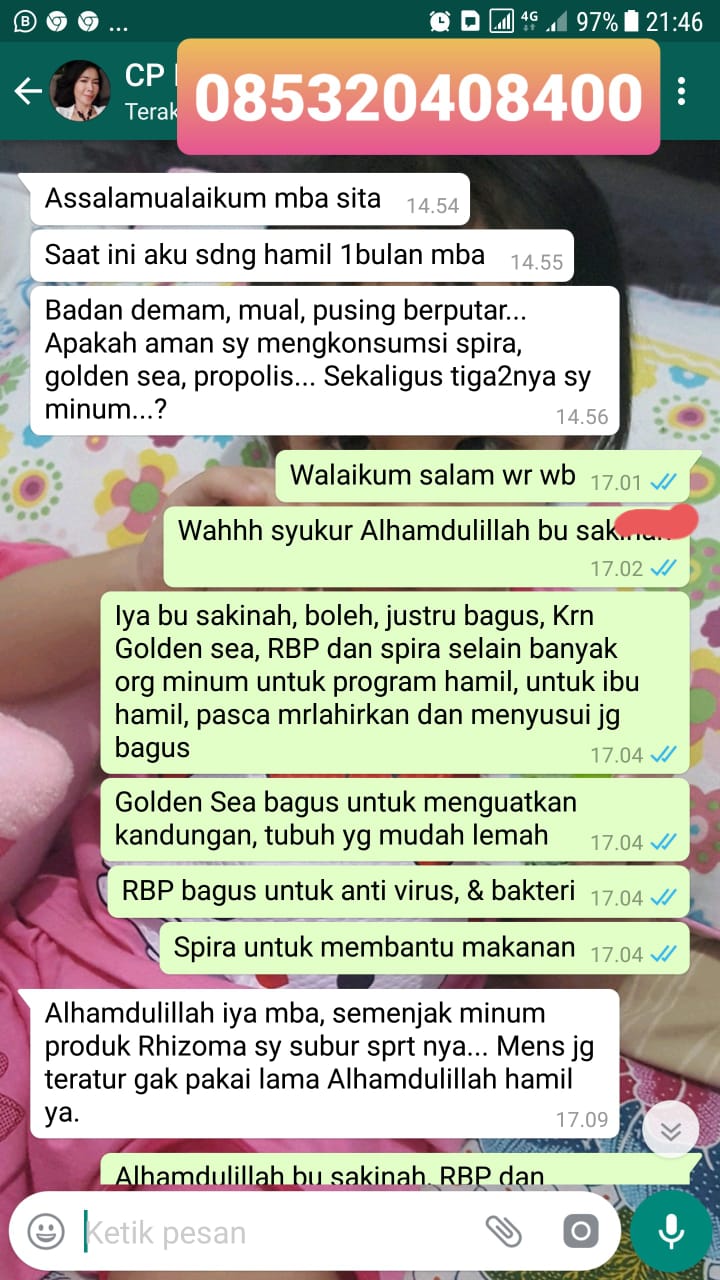 ... 4G 97% 21:46
CP
Terak
085320408400
Assalamualaikum mba sita 14.54
Saat ini aku sdng hamil 1bulan mba 14.55
Badan demam, mual, pusing berputar...
Apakah aman sy mengkonsumsi spira,
golden sea, propolis... Sekaligus tiga2nya sy
minum...?
14.56
Walaikum salam wr wb 17.01
Wahhh syukur Alhamdulillah bu
17.02
Iya bu sakinah, boleh, justru bagus, Krn
Golden sea, RBP dan spira selain banyak
org minum untuk program hamil, untuk ibu
hamil, pasca mrlahirkan dan menyusui jg
bagus
17.04
Golden Sea bagus untuk menguatkan
kandungan, tubuh yg mudah lemah 17.04
RBP bagus untuk anti virus, & bakteri 17.04
Spira untuk membantu makanan 17.04
Alhamdulillah iya mba, semenjak minum
produk Rhizoma sy subur sprt nya... Mens jg
teratur gak pakai lama Alhamdulillah hamil
ya.
17.09
Alhamdulillah bu sakinah, RBP dan
Ketik pesan